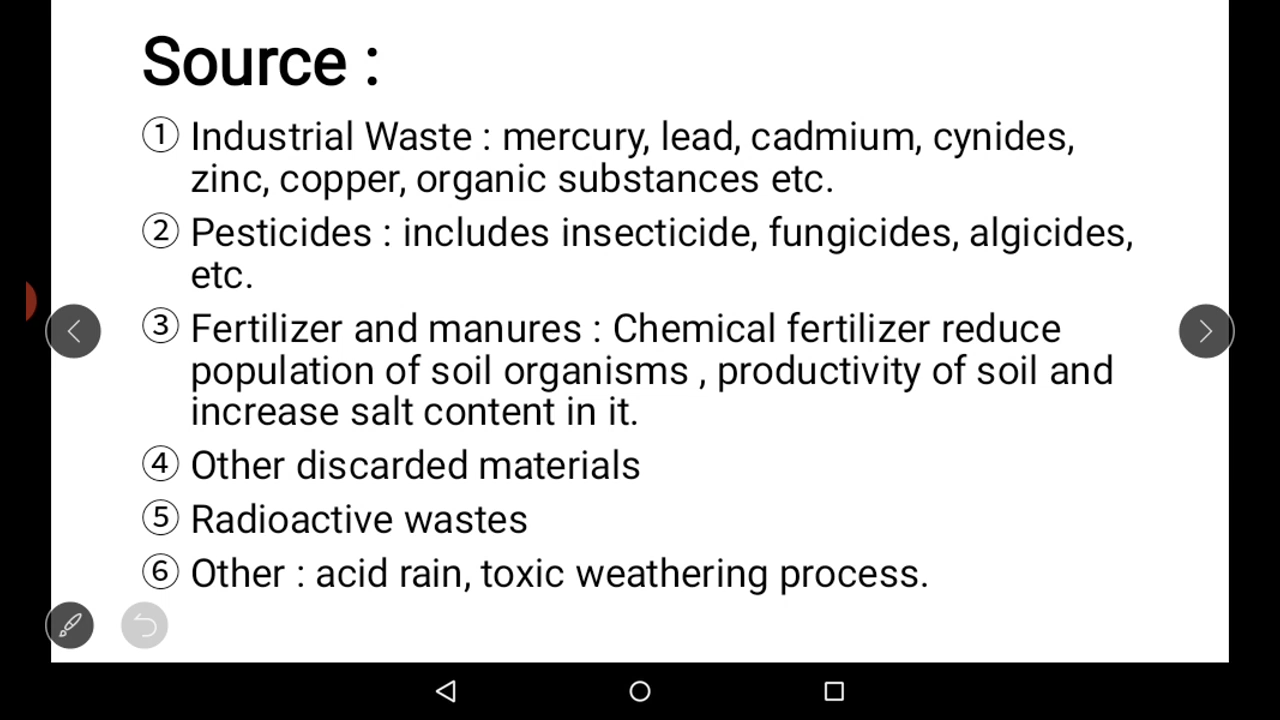 Source :
① Industrial Waste : mercury, lead, cadmium, cynides,
zinc, copper, organic substances etc.
② Pesticides : includes insecticide, fungicides, algicides,
etc.
③ Fertilizer and manures : Chemical fertilizer reduce
population of soil organisms , productivity of soil and
increase salt content in it.
④ Other discarded materials
⑤ Radioactive wastes
⑥ Other : acid rain, toxic weathering process.